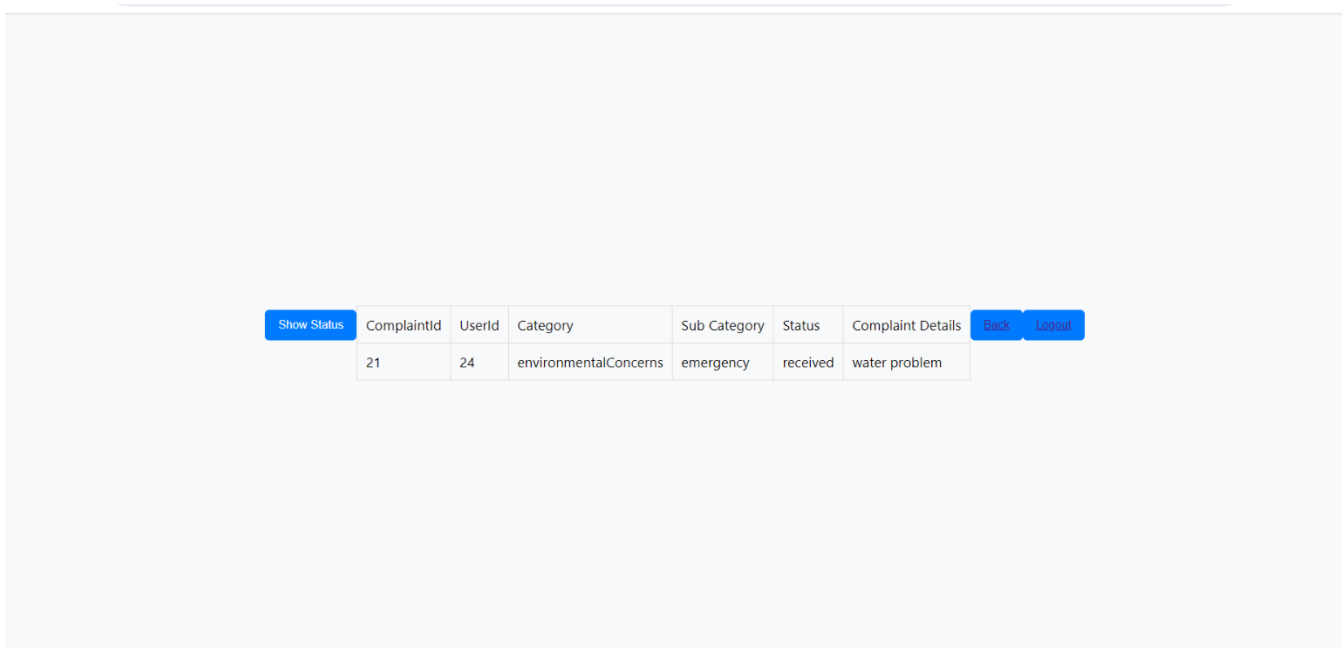 Show Status ComplaintId UserId Category Sub Category Status Complaint Details Back Logout
21 24 environmentalConcerns emergency received water problem